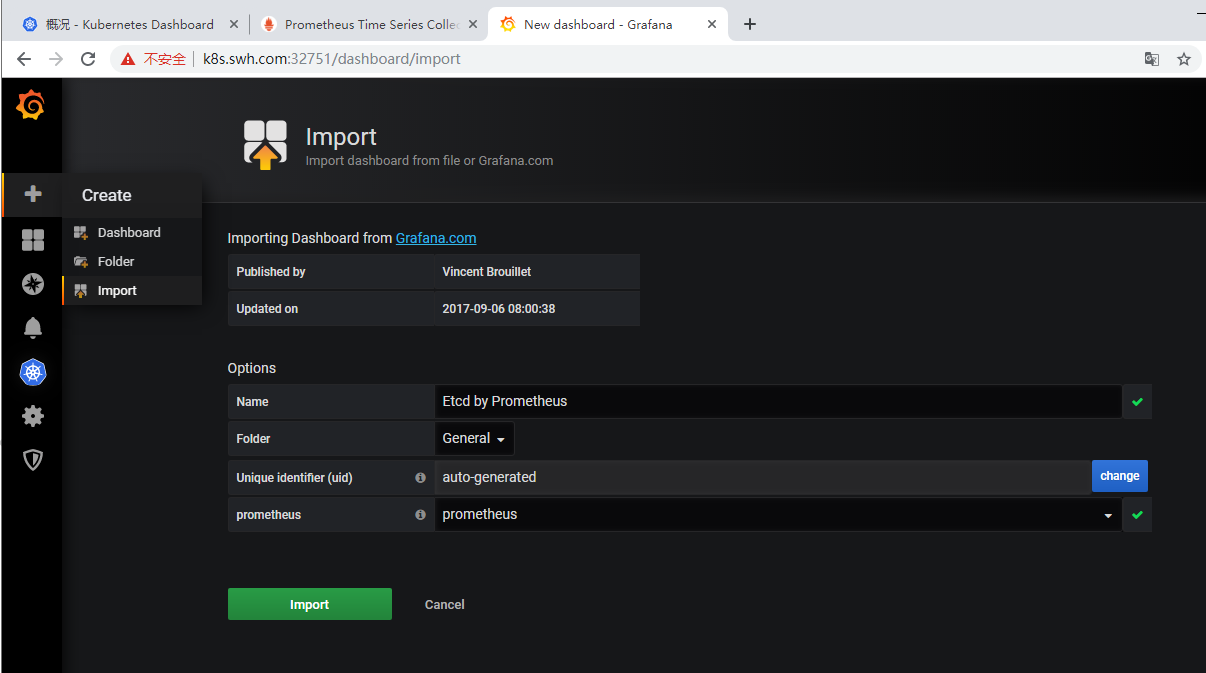 概况 - Kubernetes Dashboard
Prometheus Time Series Collec
New dashboard - Grafana
不安全 k8s.swh.com:32751/dashboard/import
Import
Import dashboard from file or Grafana.com
Create
Dashboard
Folder
Import
Importing Dashboard from Grafana.com
Published by Vincent Brouillet
Updated on 2017-09-06 08:00:38
Options
Name Etcd by Prometheus
Folder General
Unique identifier (uid) auto-generated change
prometheus prometheus
Import Cancel